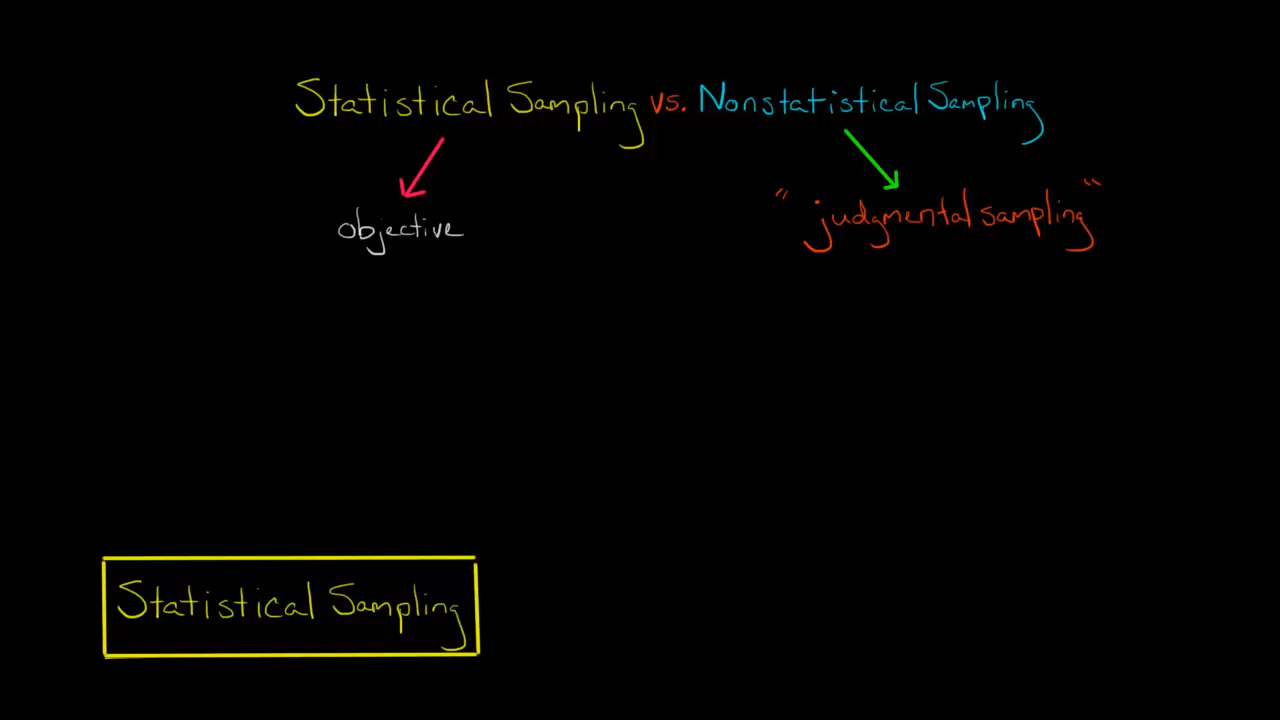 Statistical Sampling vs. Nonstatistical Sampling
objective
"judgmental sampling"
Statistical Sampling